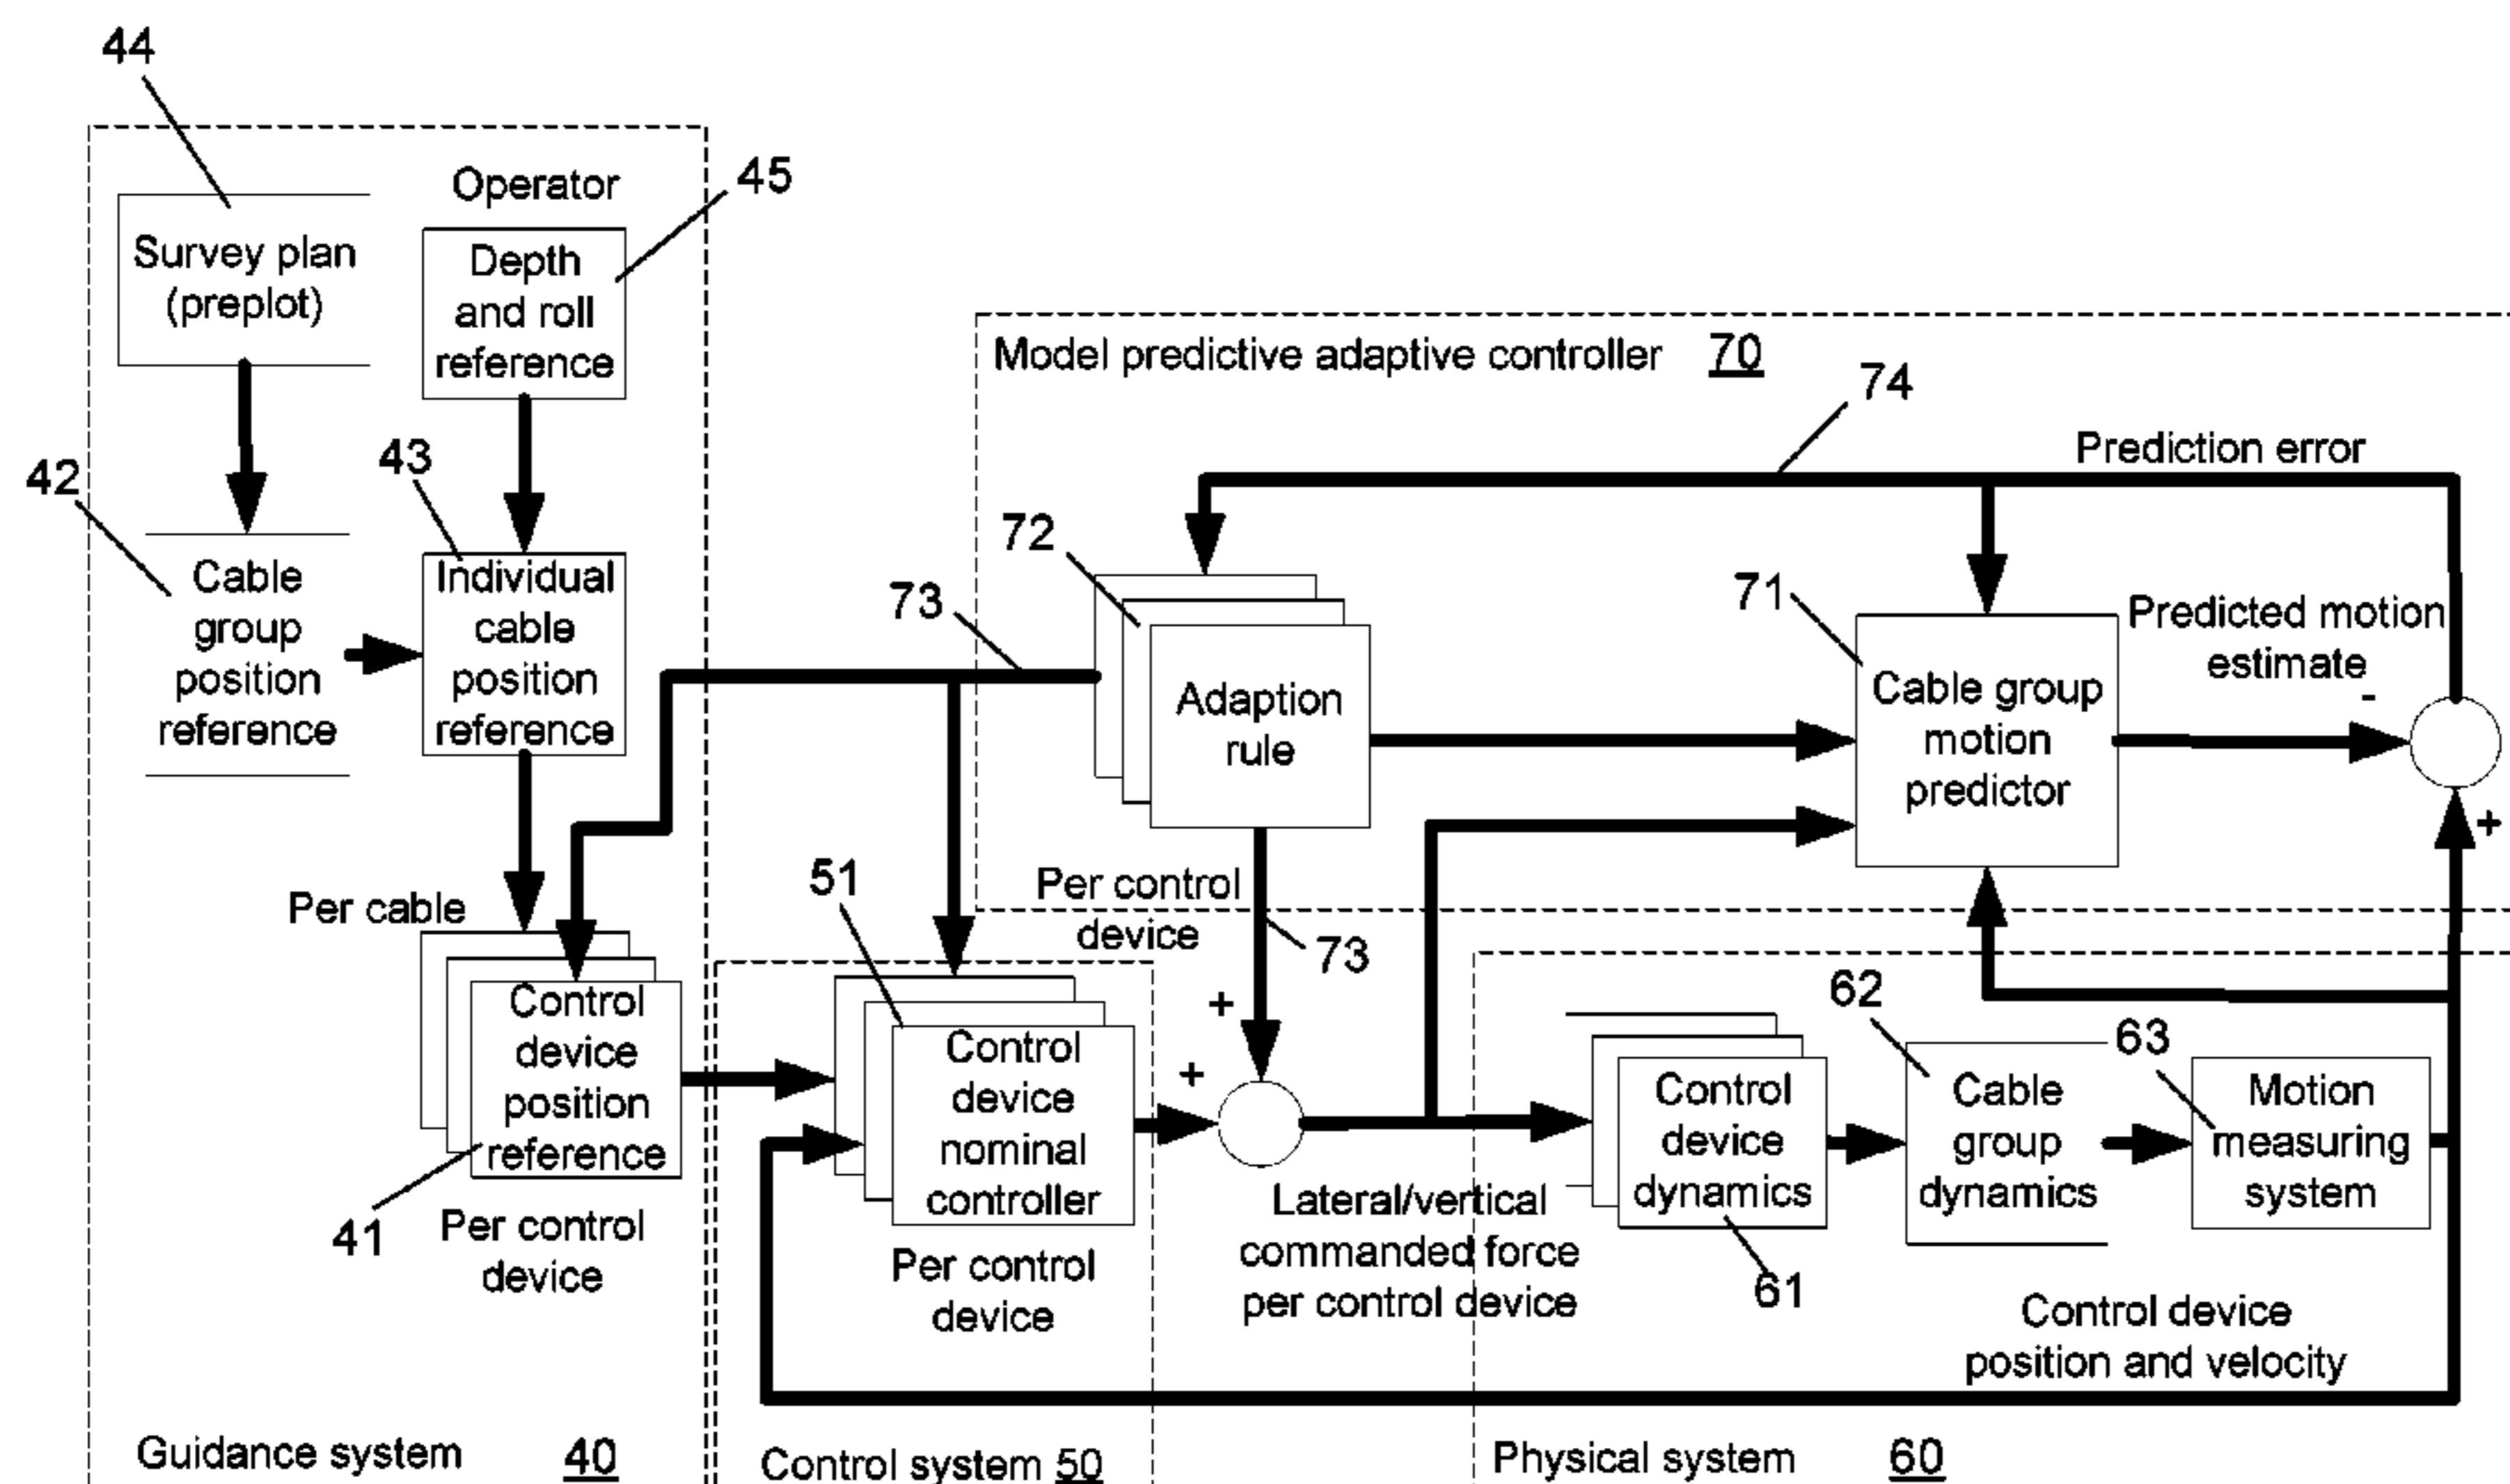 44
Operator
45
Survey plan
(preplot)
Depth
and roll
reference
Model predictive adaptive controller 70
74
Prediction error
42
43
Cable
group
position
reference
Individual
cable
position
reference
72
73
Adaption
rule
71
Cable group
motion
predictor
Predicted motion
estimate
-
+
Per cable
51
Per control
device
73
+
Control
device
position
reference
41
Per control
device
Control
device
nominal
controller
+
Per control
device
Lateral/vertical
commanded force
per control device
Control
device
dynamics
61
62
Cable
group
dynamics
63
Motion
measuring
system
Control device
position and velocity
Guidance system 40
Control system 50
Physical system 60